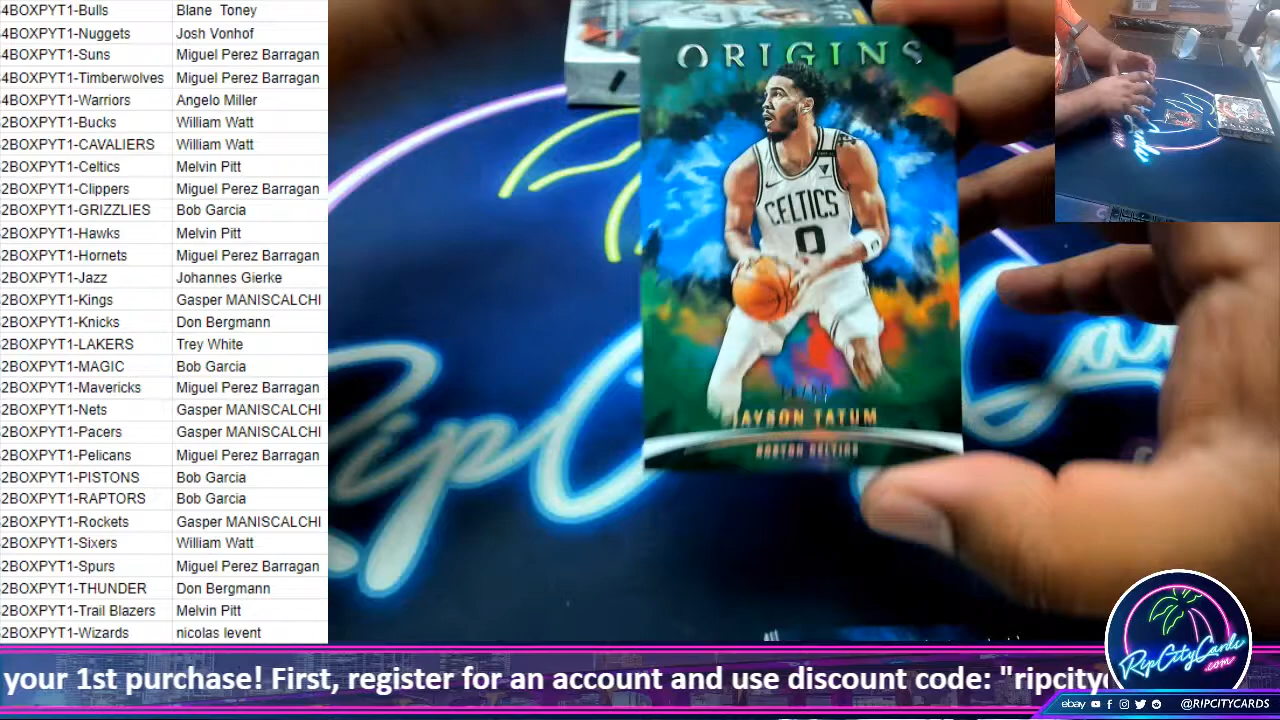 4BOXPYT1-Bulls Blane Toney
4BOXPYT1-Nuggets Josh Vonhof
4BOXPYT1-Suns Miguel Perez Barragan
4BOXPYT1-Timberwolves Miguel Perez Barragan
4BOXPYT1-Warriors Angelo Miller
2BOXPYT1-Bucks William Watt
2BOXPYT1-CAVALIERS William Watt
2BOXPYT1-Celtics Melvin Pitt
2BOXPYT1-Clippers Miguel Perez Barragan
2BOXPYT1-GRIZZLIES Bob Garcia
2BOXPYT1-Hawks Melvin Pitt
2BOXPYT1-Hornets Miguel Perez Barragan
2BOXPYT1-Jazz Johannes Gierke
2BOXPYT1-Kings Gasper MANISCALCHI
2BOXPYT1-Knicks Don Bergmann
2BOXPYT1-LAKERS Trey White
2BOXPYT1-MAGIC Bob Garcia
2BOXPYT1-Mavericks Miguel Perez Barragan
2BOXPYT1-Nets Gasper MANISCALCHI
2BOXPYT1-Pacers Gasper MANISCALCHI
2BOXPYT1-Pelicans Miguel Perez Barragan
2BOXPYT1-PISTONS Bob Garcia
2BOXPYT1-RAPTORS Bob Garcia
2BOXPYT1-Rockets Gasper MANISCALCHI
2BOXPYT1-Sixers William Watt
2BOXPYT1-Spurs Miguel Perez Barragan
2BOXPYT1-THUNDER Don Bergmann
2BOXPYT1-Trail Blazers Melvin Pitt
2BOXPYT1-Wizards nicolas levent
ORIGINS
CELTICS
0
JAYSON TATUM
BOSTON CELTICS
Rip C
your 1st purchase! First, register for an account and use discount code: "ripcity
RipCityCards
.com
ebay @RIPCITYCARDS